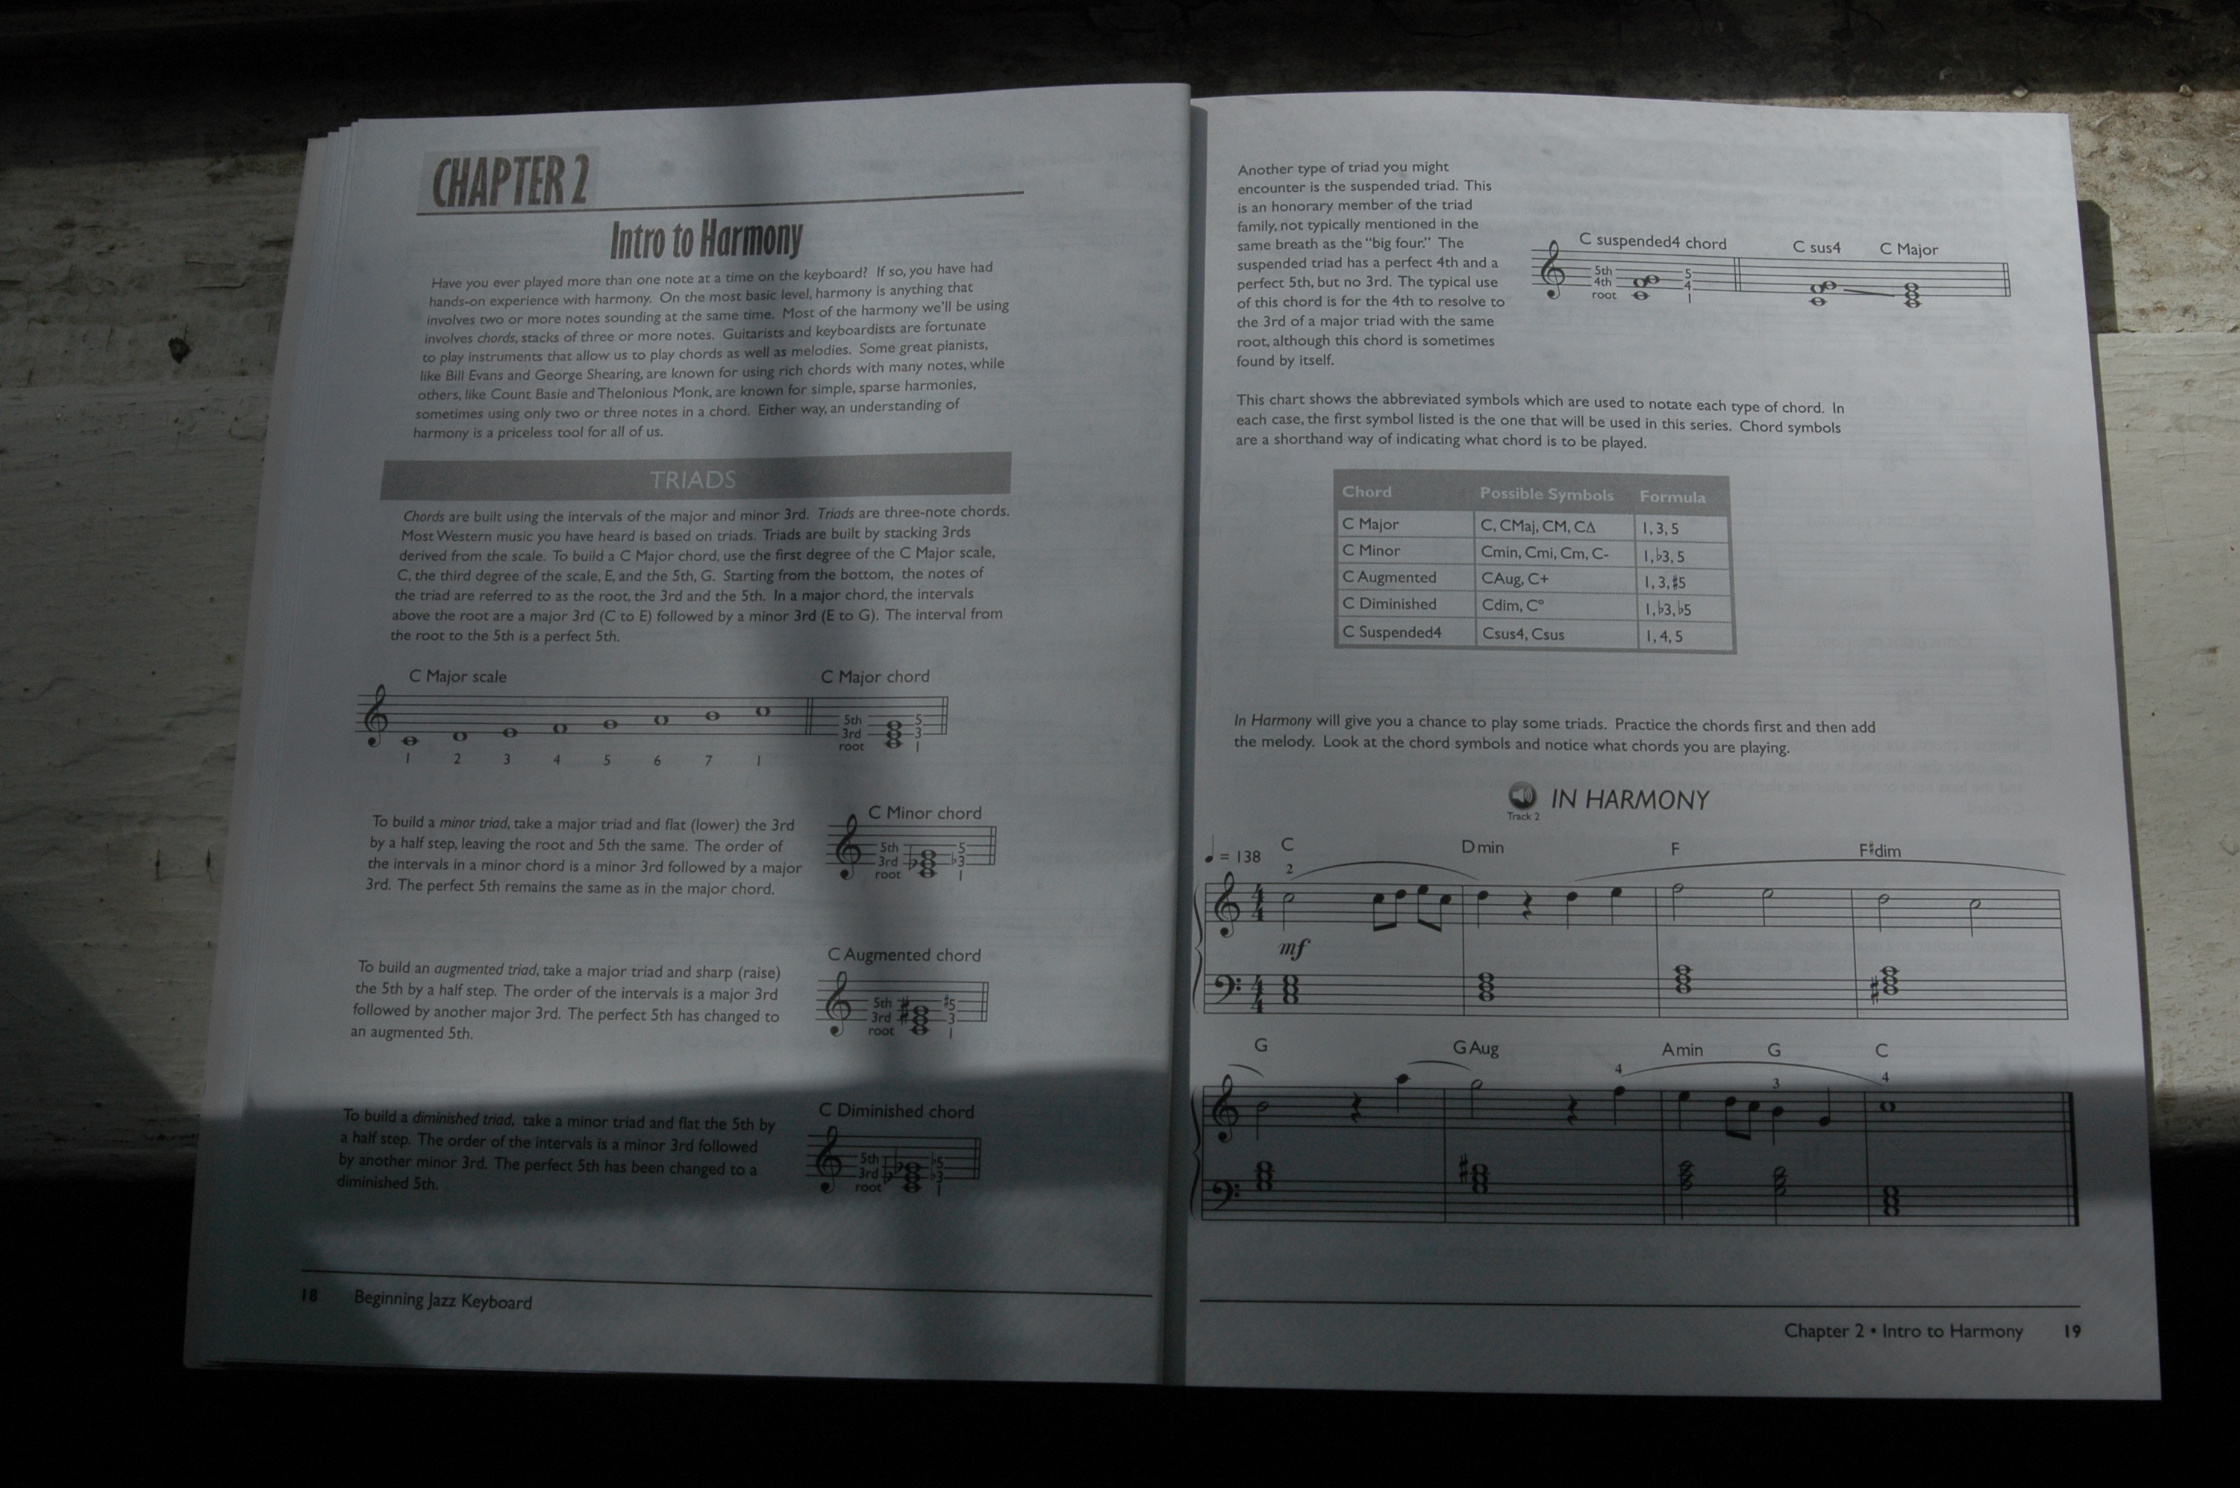 CHAPTER 2
Intro to Harmony
Have you ever played more than one note at a time on the keyboard? If so, you have had
hands-on experience with harmony. On the most basic level, harmony is anything that
involves two or more notes sounding at the same time. Most of the harmony we'll be using
involves chords, stacks of three or more notes. Guitarists and keyboardists are fortunate
to play instruments that allow us to play chords as well as melodies. Some great pianists,
like Bill Evans and George Shearing, are known for using rich chords with many notes, while
others, like Count Basie and Thelonious Monk, are known for simple, sparse harmonies,
sometimes using only two or three notes in a chord. Either way, an understanding of
harmony is a priceless tool for all of us.
TRIADS
Chords are built using the intervals of the major and minor 3rd. Triads are three-note chords.
Most Western music you have heard is based on triads. Triads are built by stacking 3rds
derived from the scale. To build a C Major chord, use the first degree of the C Major scale,
C, the third degree of the scale, E, and the 5th, G. Starting from the bottom, the notes of
the triad are referred to as the root, the 3rd and the 5th. In a major chord, the intervals
above the root are a major 3rd (C to E) followed by a minor 3rd (E to G). The interval from
the root to the 5th is a perfect 5th.
C Major scale C Major chord
5th 5
3rd 3
root 1
1 2 3 4 5 6 7 1
C Minor chord
To build a minor triad, take a major triad and flat (lower) the 3rd
by a half step, leaving the root and 5th the same. The order of
the intervals in a minor chord is a minor 3rd followed by a major
3rd. The perfect 5th remains the same as in the major chord.
5th 5
3rd ♭3
root 1
C Augmented chord
To build an augmented triad, take a major triad and sharp (raise)
the 5th by a half step. The order of the intervals is a major 3rd
followed by another major 3rd. The perfect 5th has changed to
an augmented 5th.
5th ♯5
3rd 3
root 1
C Diminished chord
To build a diminished triad, take a minor triad and flat the 5th by
a half step. The order of the intervals is a minor 3rd followed
by another minor 3rd. The perfect 5th has been changed to a
diminished 5th.
5th ♭5
3rd ♭3
root 1
18 Beginning Jazz Keyboard
Another type of triad you might
encounter is the suspended triad. This
is an honorary member of the triad
family, not typically mentioned in the
same breath as the "big four." The
suspended triad has a perfect 4th and a
perfect 5th, but no 3rd. The typical use
of this chord is for the 4th to resolve to
the 3rd of a major triad with the same
root, although this chord is sometimes
found by itself.
C suspended4 chord C sus4 C Major
5th 5
4th 4
root 1
This chart shows the abbreviated symbols which are used to notate each type of chord. In
each case, the first symbol listed is the one that will be used in this series. Chord symbols
are a shorthand way of indicating what chord is to be played.
Chord Possible Symbols Formula
C Major C, CMaj, CM, C∆ 1, 3, 5
C Minor Cmin, Cmi, Cm, C- 1, ♭3, 5
C Augmented CAug, C+ 1, 3, ♯5
C Diminished Cdim, C° 1, ♭3, ♭5
C Suspended4 Csus4, Csus 1, 4, 5
In Harmony will give you a chance to play some triads. Practice the chords first and then add
the melody. Look at the chord symbols and notice what chords you are playing.
IN HARMONY
Track 2
♩ = 138 C Dmin F F♯dim
2
4
4
mf
4
4
G GAug Amin G C
4 3 4
Chapter 2 • Intro to Harmony 19